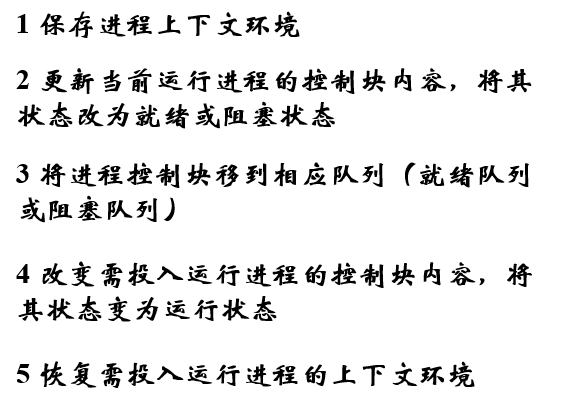 1 保存进程上下文环境
2 更新当前运行进程的控制块内容，将其
状态改为就绪或阻塞状态
3 将进程控制块移到相应队列（就绪队列
或阻塞队列）
4 改变需投入运行进程的控制块内容，将
其状态变为运行状态
5 恢复需投入运行进程的上下文环境